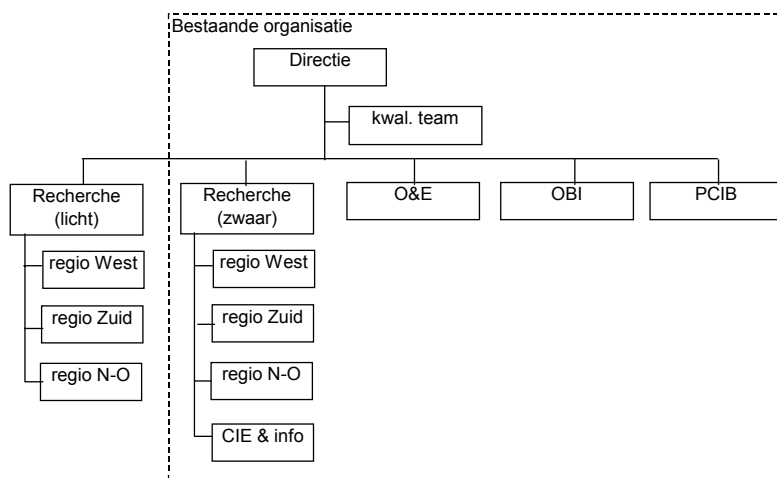 Bestaande organisatie
Directie
kwal. team
Recherche
(licht)
Recherche
(zwaar)
O&E
OBI
PCIB
regio West
regio Zuid
regio N-O
regio West
regio Zuid
regio N-O
CIE & info